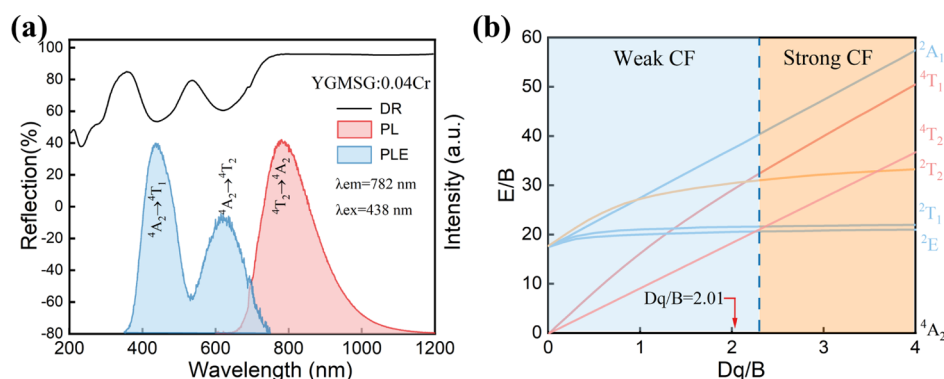 (a)
100
80
60
40
20
0
-20
-40
-60
-80
Reflection(%)
200
400
600
800
1000
1200
Wavelength (nm)
Intensity (a.u.)
YGMSG:0.04Cr
DR
PL
PLE
λem=782 nm
λex=438 nm
⁴A₂→⁴T₁
⁴A₂→⁴T₂
⁴T₂→⁴A₂
(b)
60
50
40
30
20
10
0
E/B
0
1
2
3
4
Dq/B
Weak CF
Strong CF
Dq/B=2.01
²A₁
⁴T₁
⁴T₂
²T₂
²T₁
²E
⁴A₂